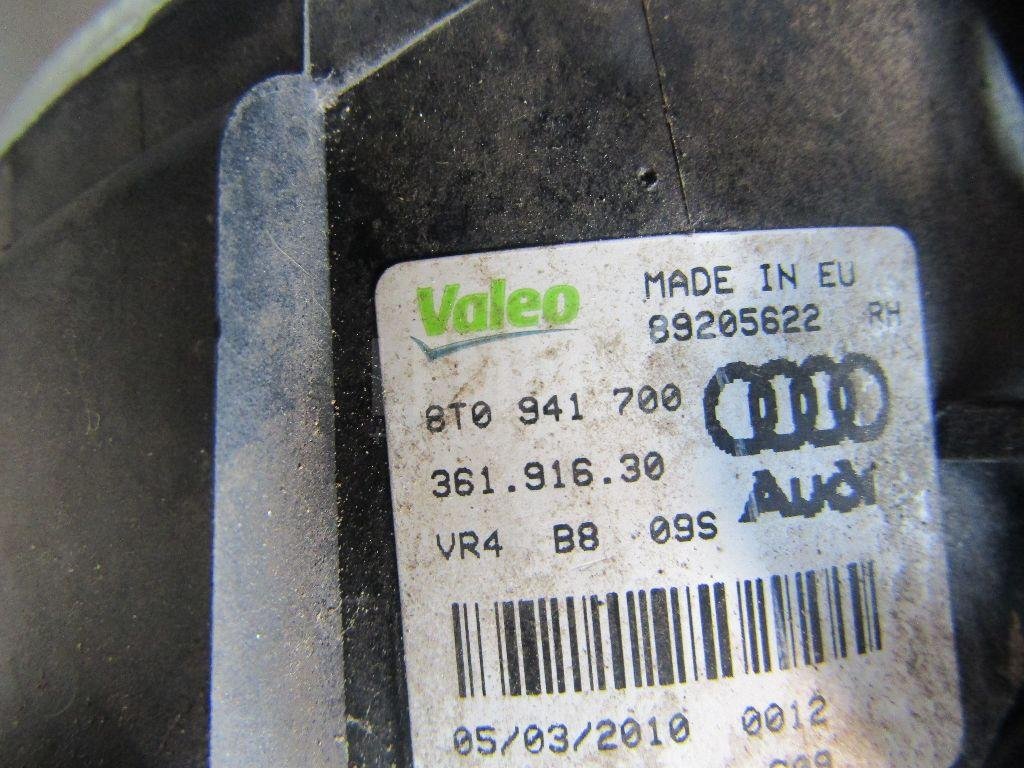 Valeo MADE IN EU
89205622 RH
8T0 941 700
361.916.30 Audi
VR4 B8 09S
05/03/2010 0012